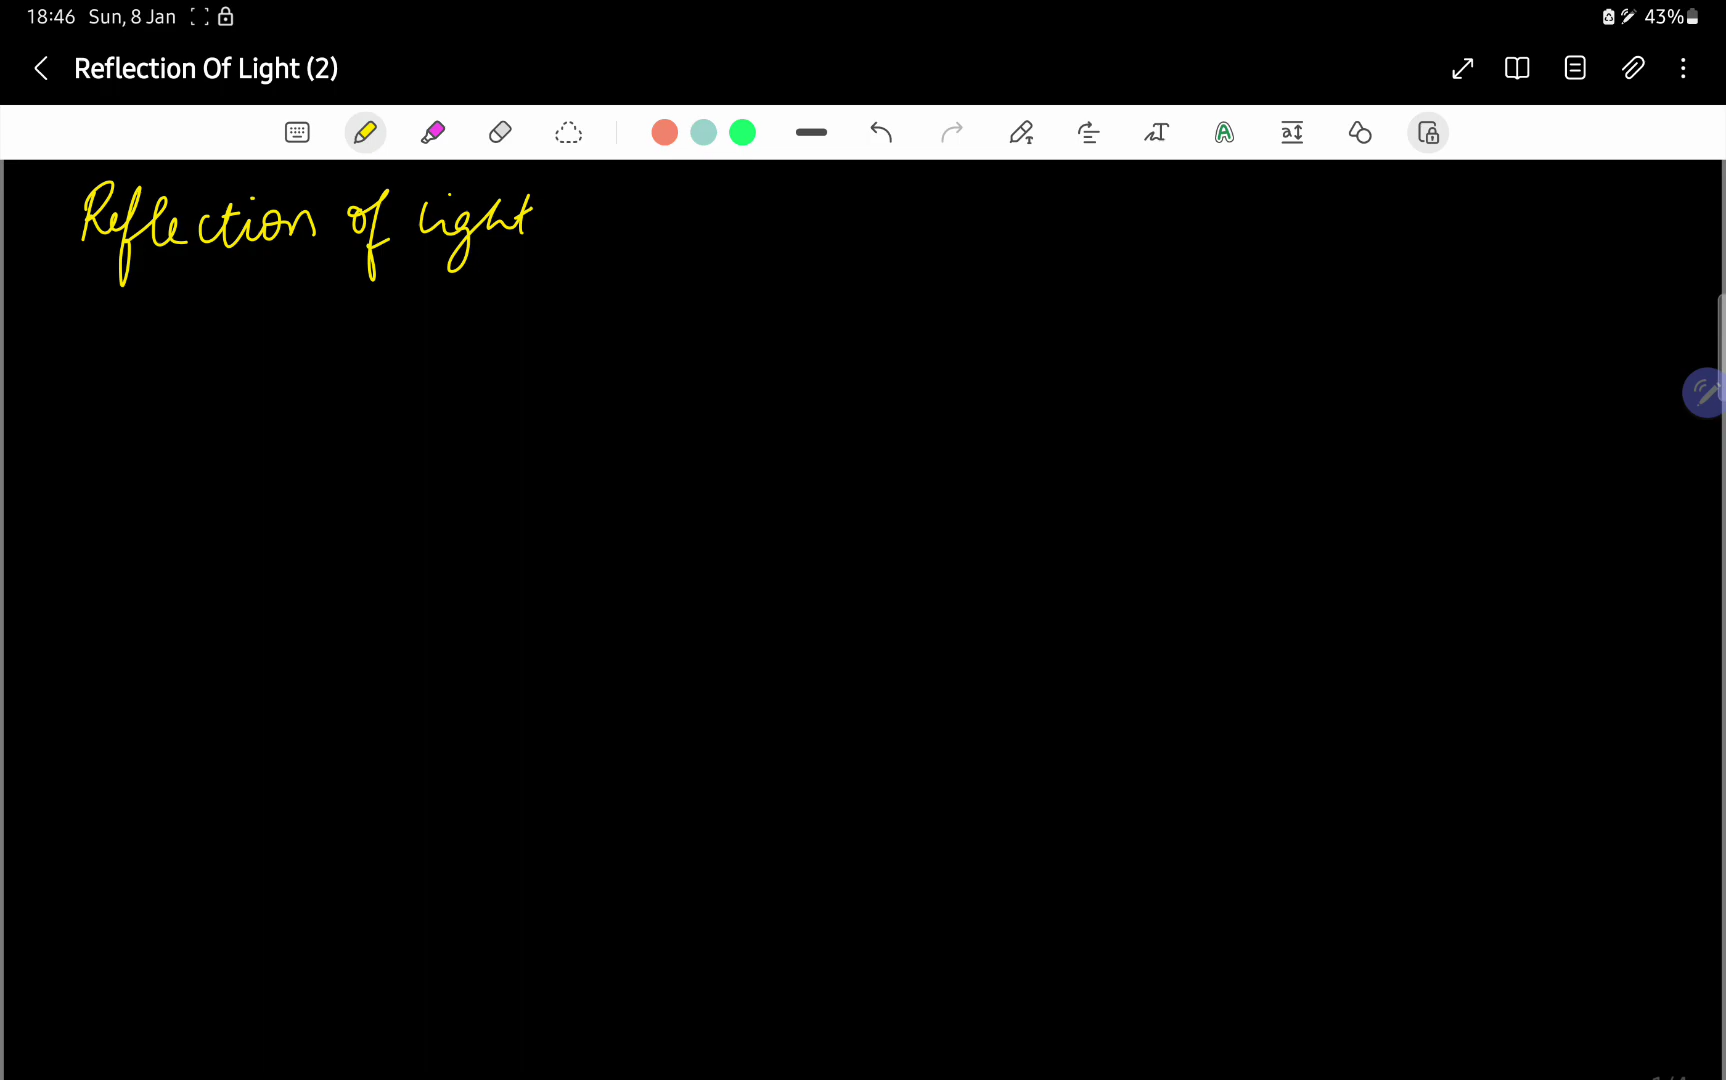 18:46 Sun, 8 Jan 43%
Reflection Of Light (2)
Reflection of light